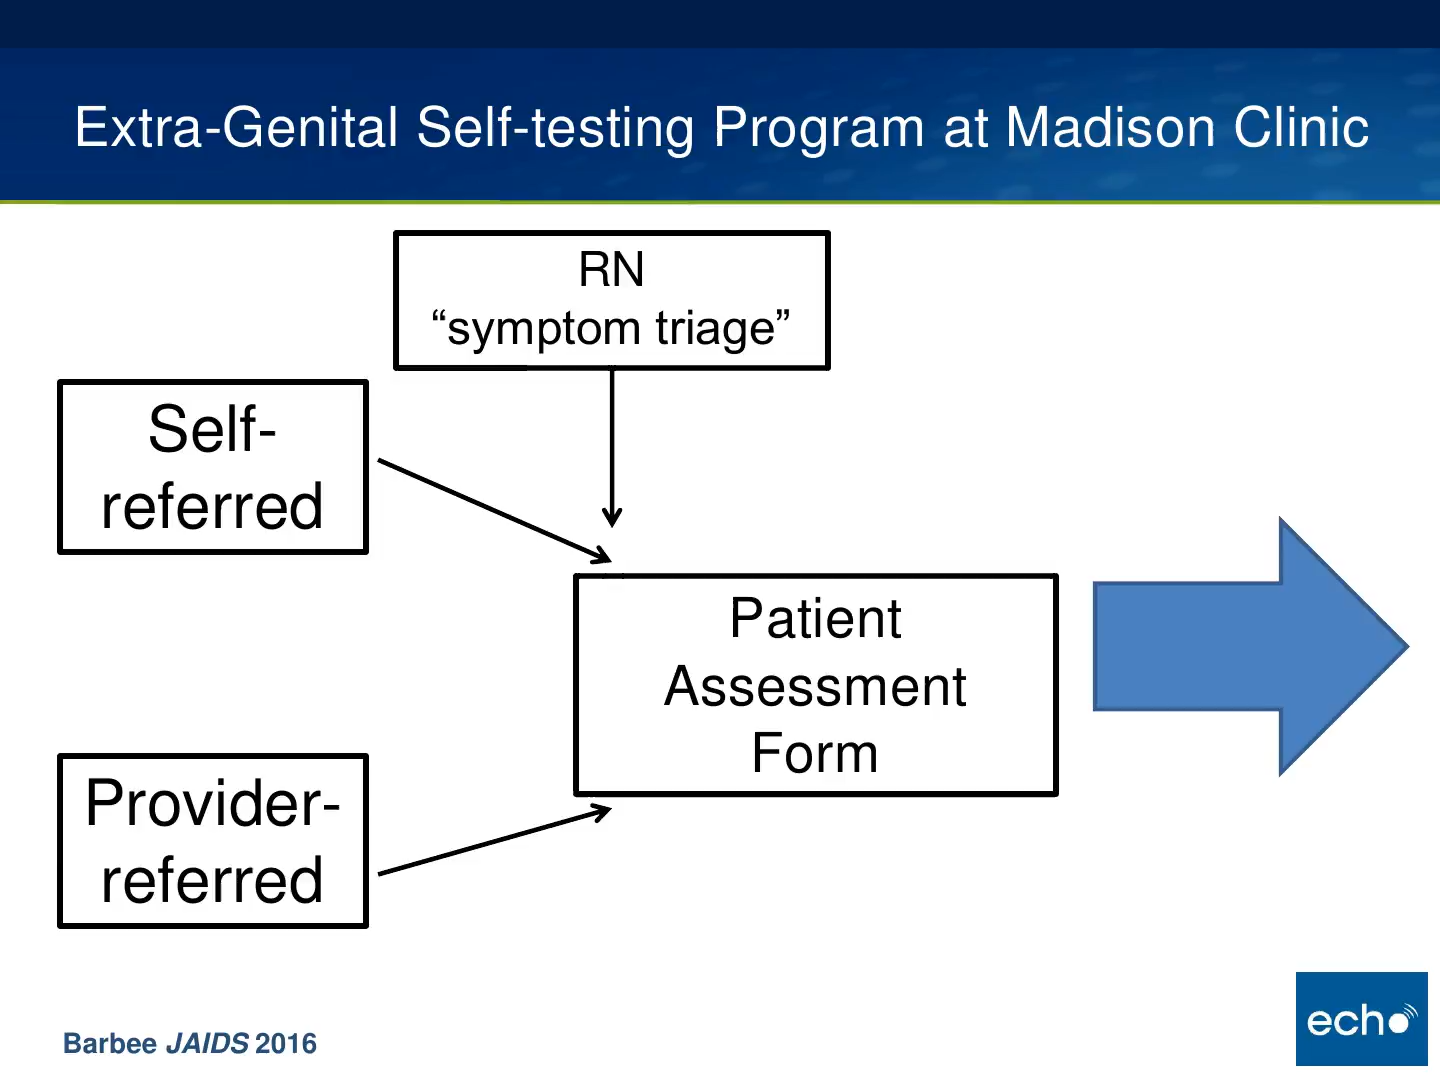 Extra-Genital Self-testing Program at Madison Clinic
RN
“symptom triage”
Self-
referred
Patient
Assessment
Form
Provider-
referred
Barbee JAIDS 2016
echo